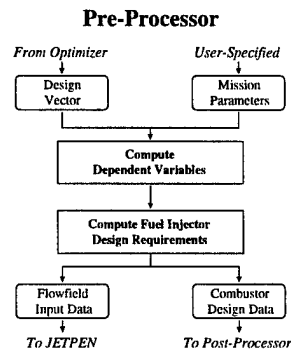 Pre-Processor
From Optimizer
User-Specified
Design
Vector
Mission
Parameters
Compute
Dependent Variables
Compute Fuel Injector
Design Requirements
Flowfield
Input Data
Combustor
Design Data
To JETPEN
To Post-Processor